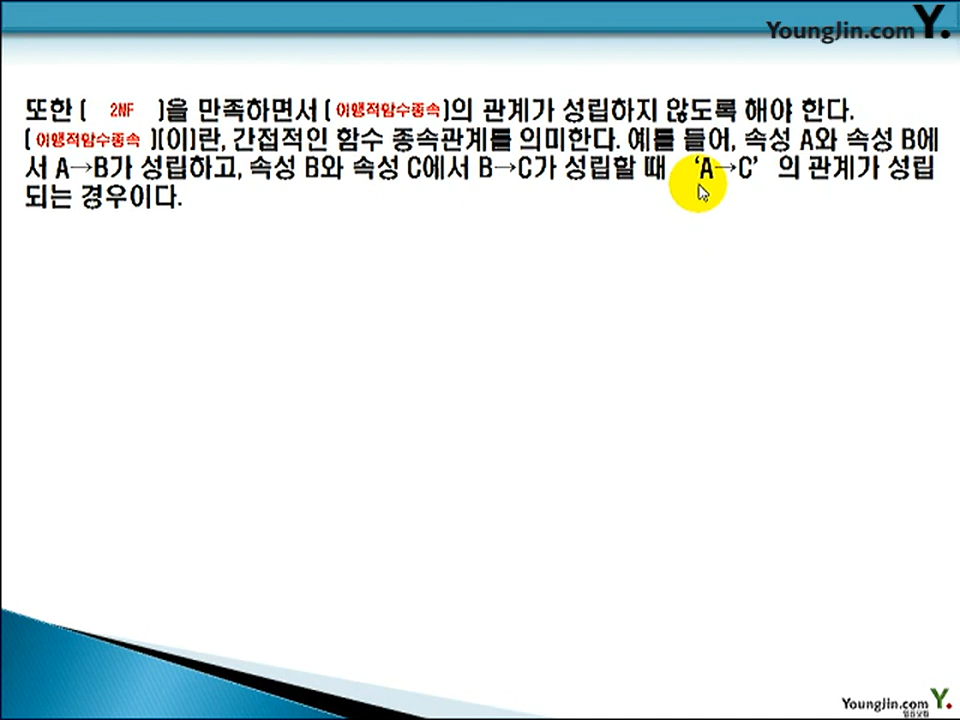 YoungJin.com Y.
또한 ( 2NF )을 만족하면서 (이행적함수종속)의 관계가 성립하지 않도록 해야 한다.
(이행적함수종속 )(이)란, 간접적인 함수 종속관계를 의미한다. 예를 들어, 속성 A와 속성 B에
서 A→B가 성립하고, 속성 B와 속성 C에서 B→C가 성립할 때 ‘A→C’ 의 관계가 성립
되는 경우이다.
YoungJin.com Y.